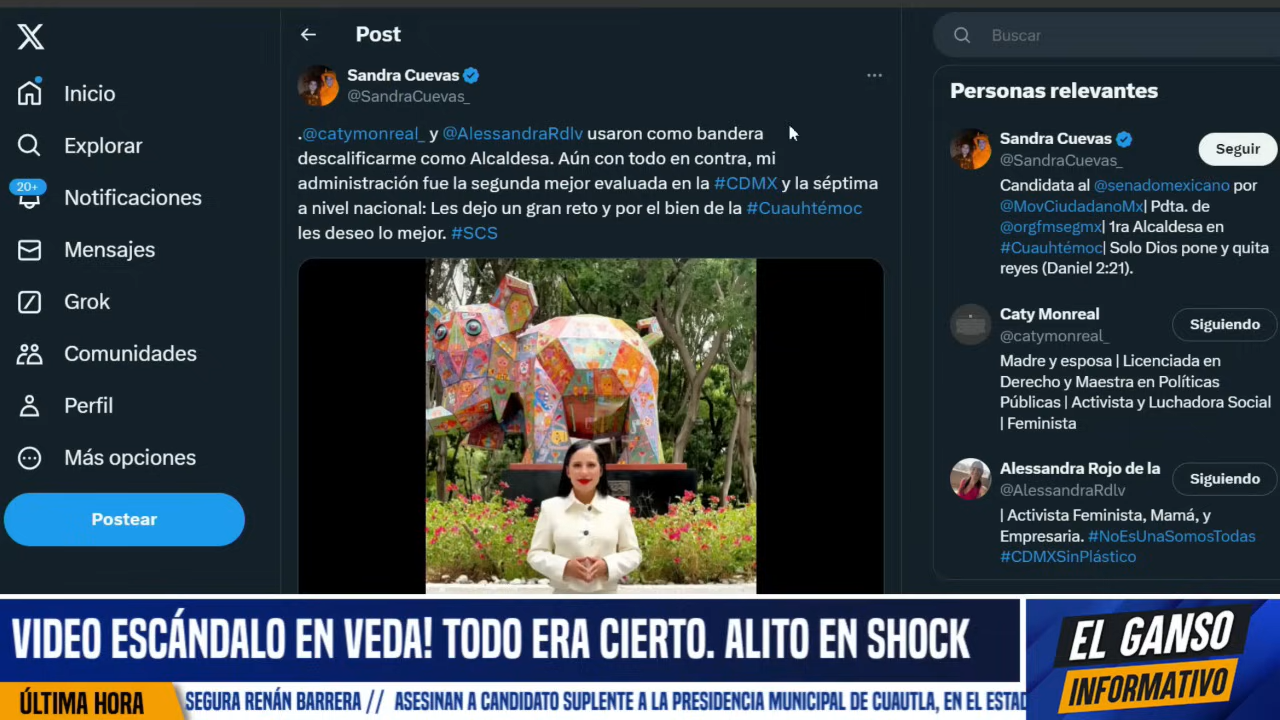 Post
Buscar
Inicio
Explorar
20+
Notificaciones
Mensajes
Grok
Comunidades
Perfil
Más opciones
Postear
Sandra Cuevas
@SandraCuevas_
.@catymonreal_ y @AlessandraRdlv usaron como bandera
descalificarme como Alcaldesa. Aún con todo en contra, mi
administración fue la segunda mejor evaluada en la #CDMX y la séptima
a nivel nacional: Les dejo un gran reto y por el bien de la #Cuauhtémoc
les deseo lo mejor. #SCS
Personas relevantes
Sandra Cuevas
@SandraCuevas_
Seguir
Candidata al @senadomexicano por
@MovCiudadanoMx| Pdta. de
@orgfmsegmx| 1ra Alcaldesa en
#Cuauhtémoc| Solo Dios pone y quita
reyes (Daniel 2:21).
Caty Monreal
@catymonreal_
Siguiendo
Madre y esposa | Licenciada en
Derecho y Maestra en Políticas
Públicas | Activista y Luchadora Social
| Feminista
Alessandra Rojo de la
@AlessandraRdlv
Siguiendo
| Activista Feminista, Mamá, y
Empresaria. #NoEsUnaSomosTodas
#CDMXSinPlástico
VIDEO ESCÁNDALO EN VEDA! TODO ERA CIERTO. ALITO EN SHOCK
EL GANSO
INFORMATIVO
ÚLTIMA HORA
SEGURA RENÁN BARRERA // ASESINAN A CANDIDATO SUPLENTE A LA PRESIDENCIA MUNICIPAL DE CUAUTLA, EN EL ESTAD